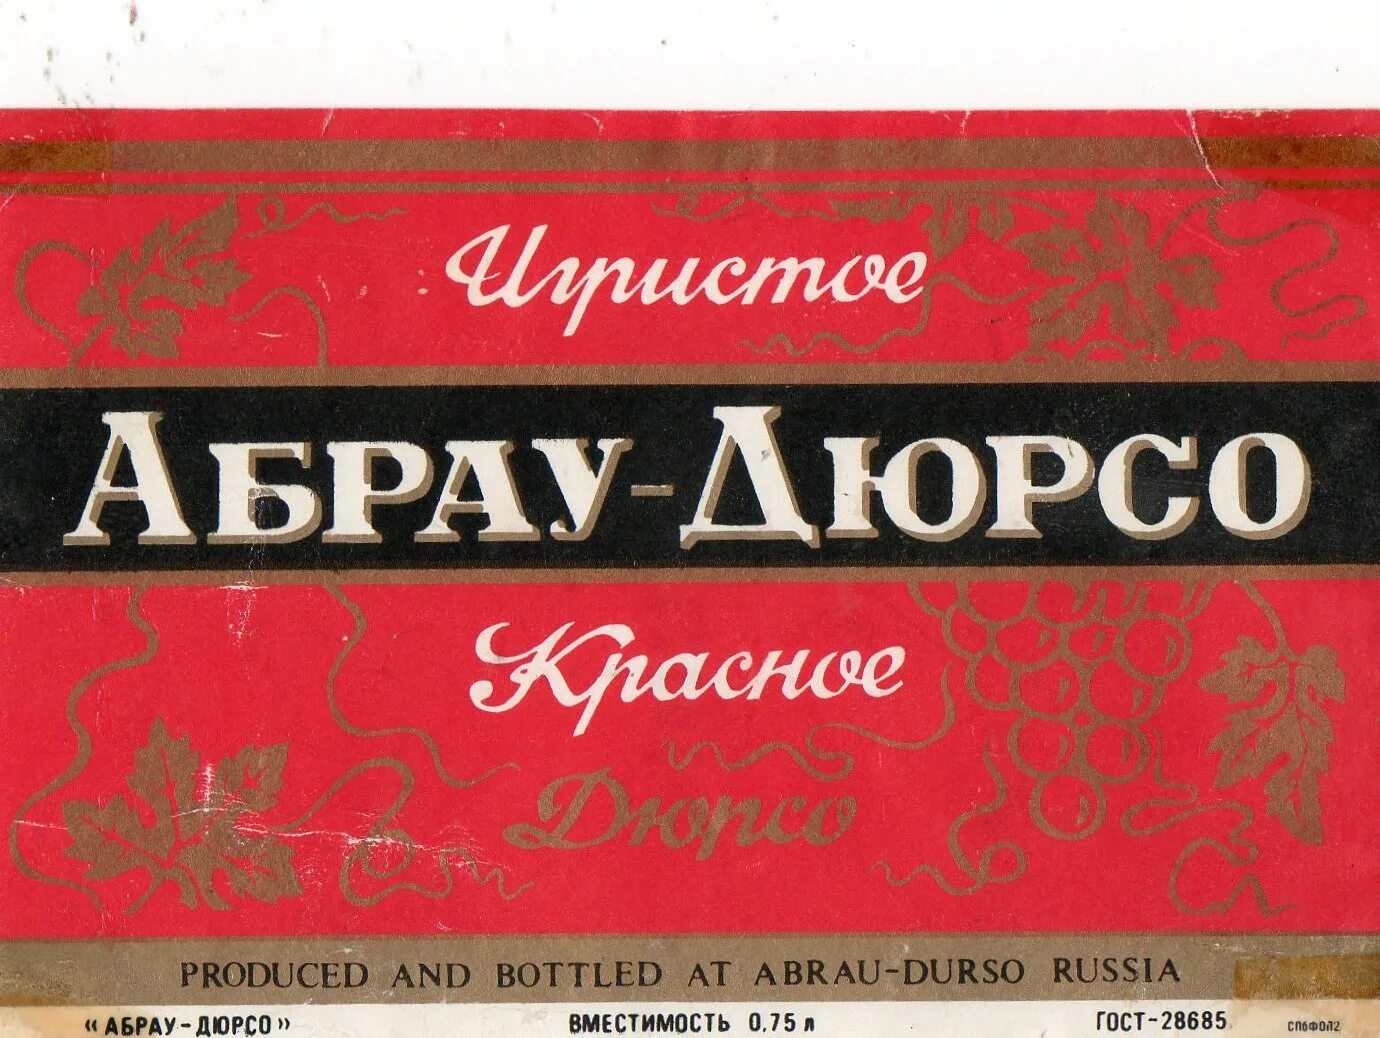 Игристое
АБРАУ-ДЮРСО
Красное
Дюрсо
PRODUCED AND BOTTLED AT ABRAU-DURSO RUSSIA
«АБРАУ-ДЮРСО» ВМЕСТИМОСТЬ 0,75 л ГОСТ-28685 СПбФОЛ2